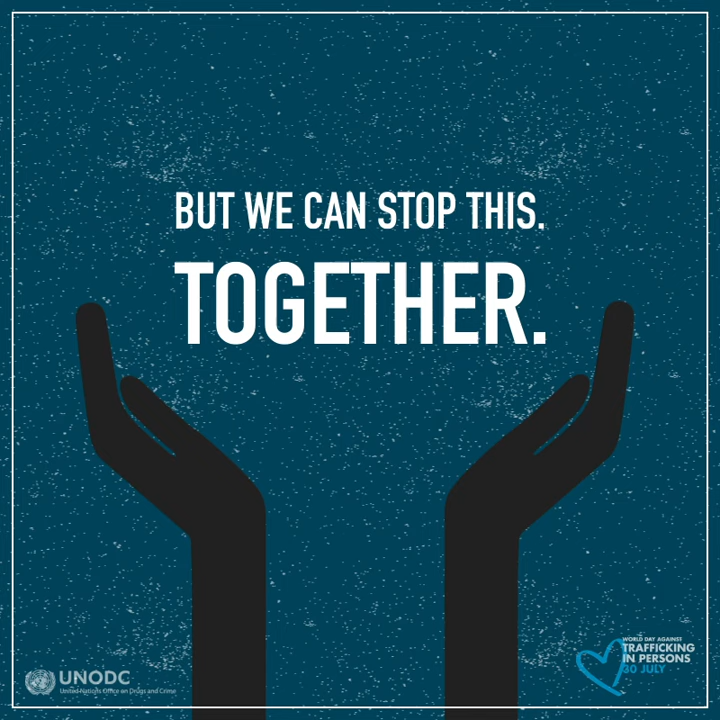 BUT WE CAN STOP THIS.
TOGETHER.
WORLD DAY AGAINST
TRAFFICKING
IN PERSONS
30 JULY
UNODC
United Nations Office on Drugs and Crime